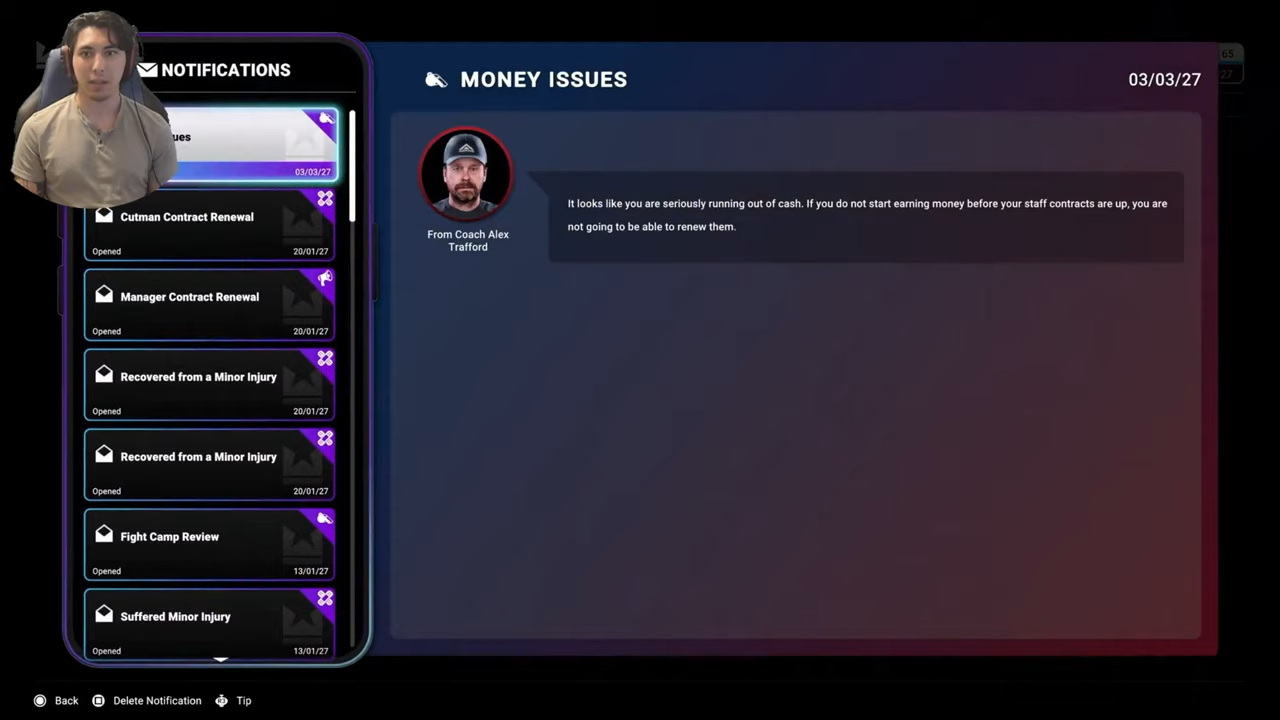 NOTIFICATIONS
ues
03/03/27
Cutman Contract Renewal
Opened
20/01/27
Manager Contract Renewal
Opened
20/01/27
Recovered from a Minor Injury
Opened
20/01/27
Recovered from a Minor Injury
Opened
20/01/27
Fight Camp Review
Opened
13/01/27
Suffered Minor Injury
Opened
13/01/27
MONEY ISSUES
03/03/27
65
27
From Coach Alex
Trafford
It looks like you are seriously running out of cash. If you do not start earning money before your staff contracts are up, you are
not going to be able to renew them.
Back
Delete Notification
R3
Tip